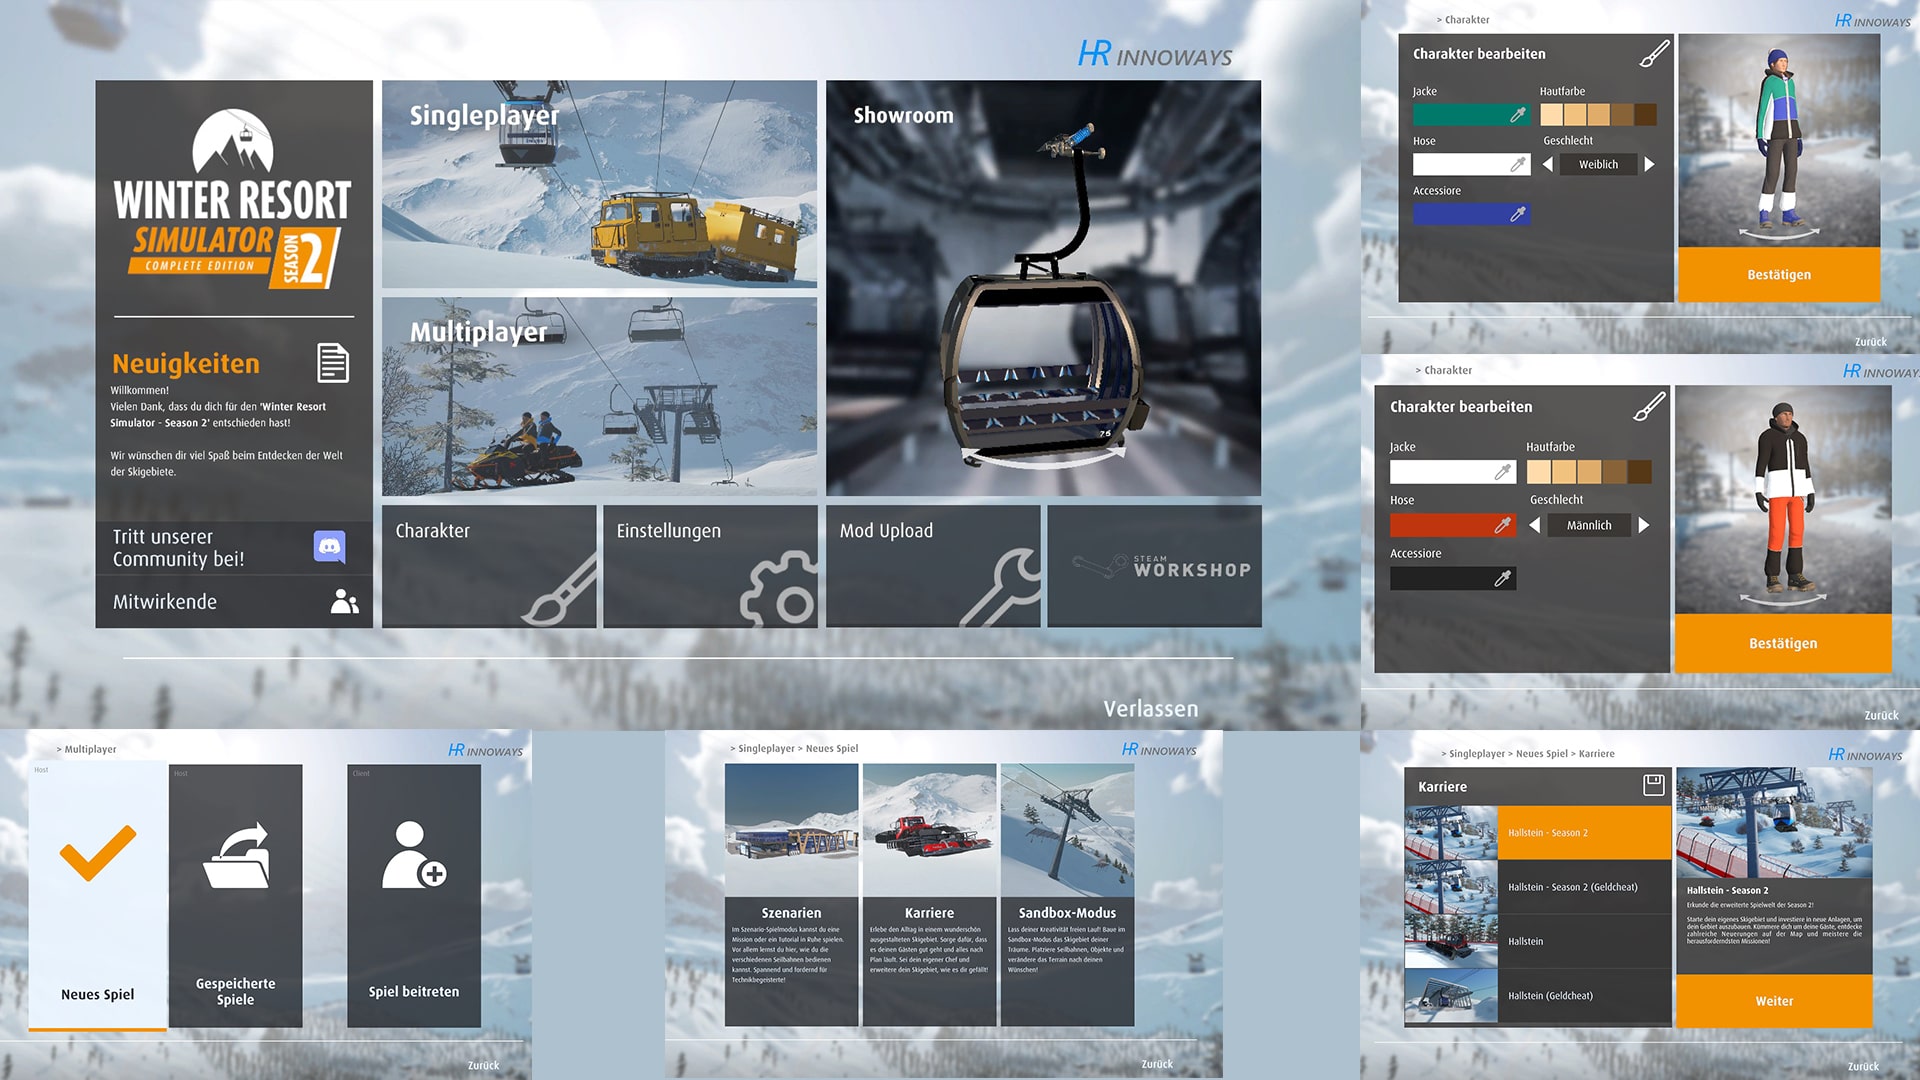 HR INNOWAYS
WINTER RESORT
SIMULATOR
COMPLETE EDITION
SEASON 2
Neuigkeiten
Willkommen!
Vielen Dank, dass du dich für den 'Winter Resort
Simulator - Season 2' entschieden hast!
Wir wünschen dir viel Spaß beim Entdecken der Welt
der Skigebiete.
Tritt unserer
Community bei!
Mitwirkende
Singleplayer
Multiplayer
Showroom
75
Charakter
Einstellungen
Mod Upload
STEAM
WORKSHOP
Verlassen
> Charakter
HR INNOWAYS
Charakter bearbeiten
Jacke
Hautfarbe
Hose
Geschlecht
Weiblich
Accessiore
Bestätigen
Zurück
> Charakter
HR INNOWAYS
Charakter bearbeiten
Jacke
Hautfarbe
Hose
Geschlecht
Männlich
Accessiore
Bestätigen
Zurück
> Multiplayer
HR INNOWAYS
Host
Neues Spiel
Host
Gespeicherte
Spiele
Client
Spiel beitreten
Zurück
> Singleplayer > Neues Spiel
HR INNOWAYS
Szenarien
Im Szenario-Spielmodus kannst du eine
Mission oder ein Tutorial in Ruhe spielen.
Vor allem lernst du hier, wie du die
verschiedenen Seilbahnen bedienen
kannst. Spannend und fordernd für
Technikbegeisterte!
Karriere
Erlebe den Alltag in einem wunderschön
ausgestalteten Skigebiet. Sorge dafür, dass
es deinen Gästen gut geht und alles nach
Plan läuft. Sei dein eigener Chef und
erweitere dein Skigebiet, wie es dir gefällt!
Sandbox-Modus
Lass deiner Kreativität freien Lauf! Baue im
Sandbox-Modus das Skigebiet deiner
Träume. Platziere Seilbahnen, Objekte und
verändere das Terrain nach deinen
Wünschen!
Zurück
> Singleplayer > Neues Spiel > Karriere
HR INNOWAYS
Karriere
Hallstein - Season 2
Hallstein - Season 2 (Geldcheat)
Hallstein
Hallstein (Geldcheat)
Hallstein - Season 2
Erkunde die erweiterte Spielwelt der Season 2!
Starte dein eigenes Skigebiet und investiere in neue Anlagen, um
dein Gebiet auszubauen. Kümmere dich um deine Gäste, entdecke
zahlreiche Neuerungen auf der Map und meistere die
herausforderndsten Missionen!
Weiter
Zurück